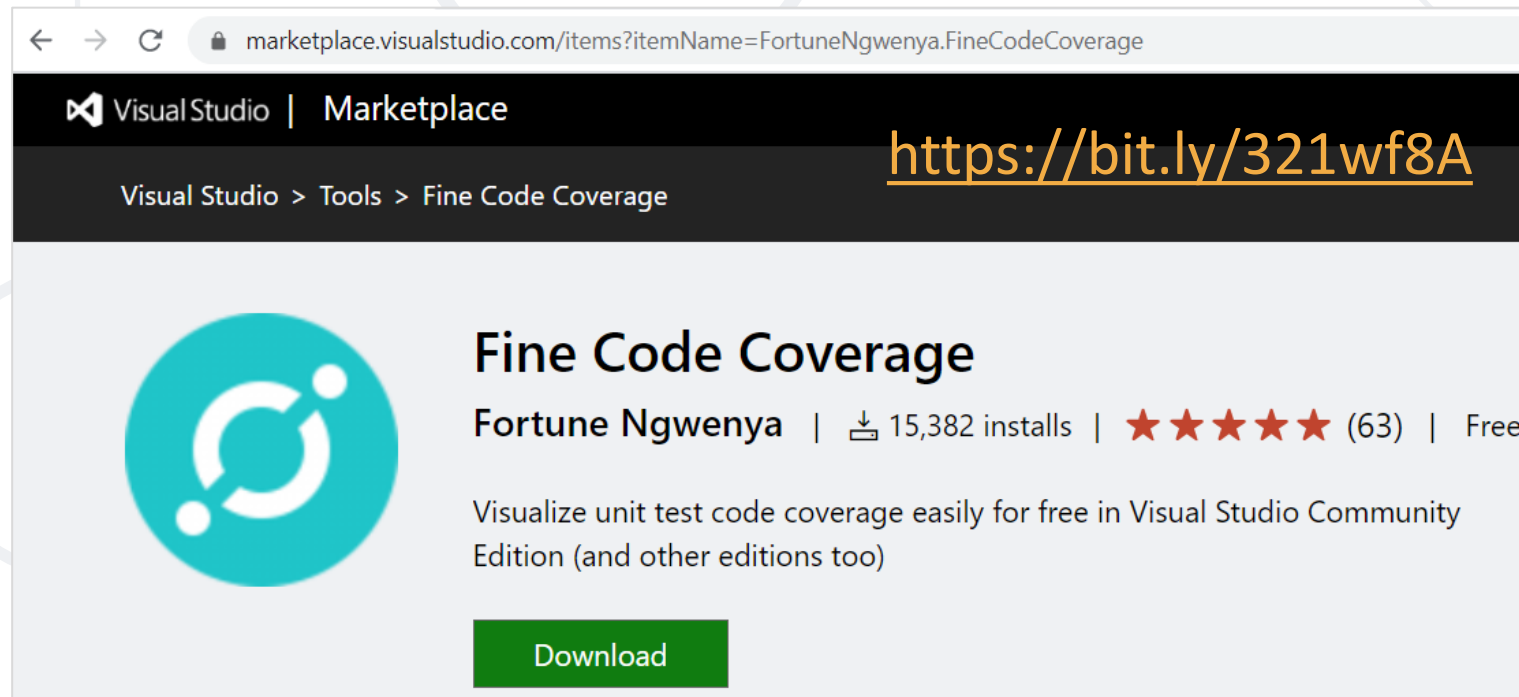 marketplace.visualstudio.com/items?itemName=FortuneNgwenya.FineCodeCoverage
Visual Studio | Marketplace
https://bit.ly/321wf8A
Visual Studio > Tools > Fine Code Coverage
Fine Code Coverage
Fortune Ngwenya | 15,382 installs | ★★★★★ (63) | Free
Visualize unit test code coverage easily for free in Visual Studio Community
Edition (and other editions too)
Download